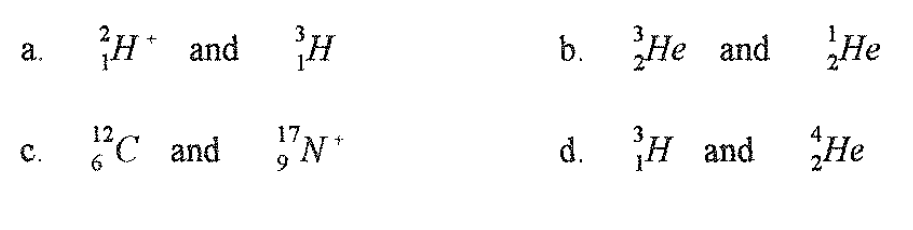 a. ²₁H⁺ and ³₁H b. ³₂He and ¹₂He
c. ¹²₆C and ¹⁷₉N⁺ d. ³₁H and ⁴₂He